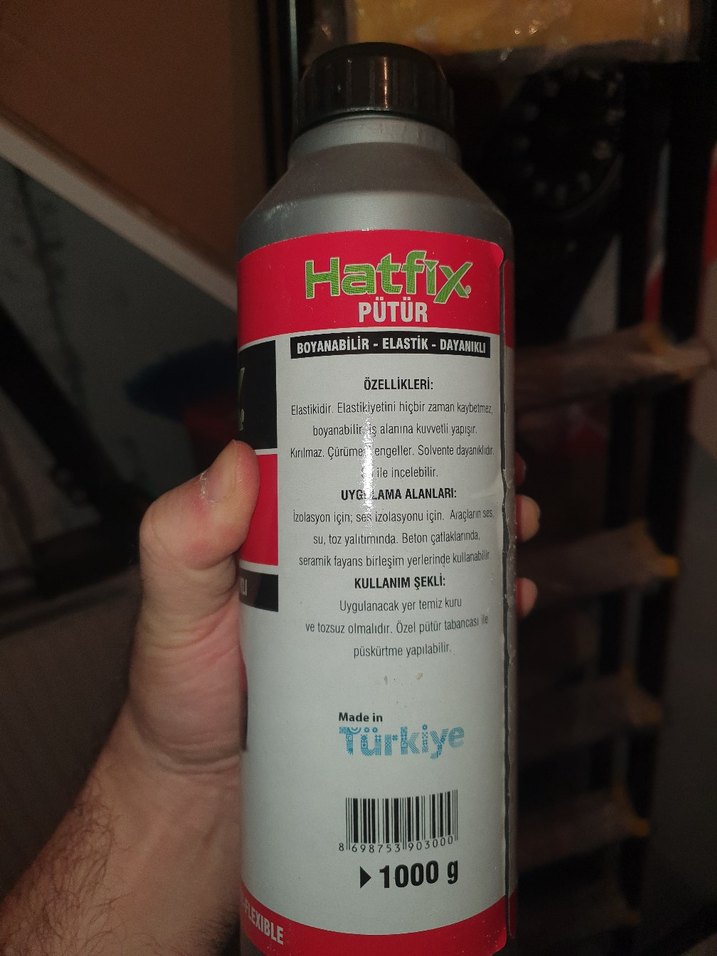 Hatfix
PÜTÜR
BOYANABİLİR - ELASTİK - DAYANIKLI
ÖZELLİKLERİ:
Elastikidir. Elastikiyetini hiçbir zaman kaybetmez,
boyanabilir, iş alanına kuvvetli yapışır.
Kırılmaz. Çürümeyi engeller. Solvente dayanıklıdır.
ile incelebilir.
UYGULAMA ALANLARI:
İzolasyon için; ses izolasyonu için. Araçların ses,
su, toz yalıtımında. Beton çatlaklarında,
seramik fayans birleşim yerlerinde kullanabilir.
KULLANIM ŞEKLİ:
Uygulanacak yer temiz kuru
ve tozsuz olmalıdır. Özel pütür tabancası ile
püskürtme yapılabilir.
Made in
Türkiye
8 698753 903000
1000 g
FLEXIBLE